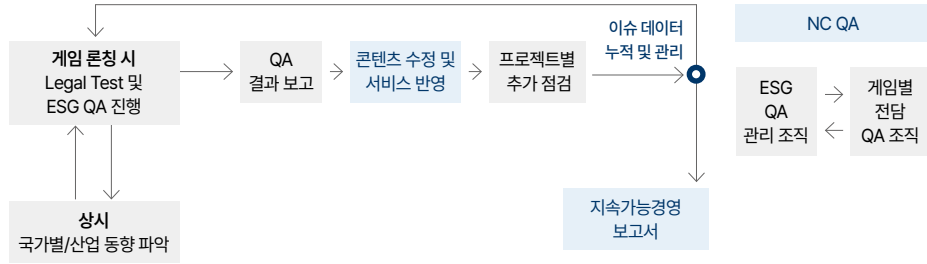 게임 론칭 시
Legal Test 및
ESG QA 진행
QA
결과 보고
콘텐츠 수정 및
서비스 반영
프로젝트별
추가 점검
이슈 데이터
누적 및 관리
상시
국가별/산업 동향 파악
지속가능경영
보고서
NC QA
ESG
QA
관리 조직
게임별
전담
QA 조직